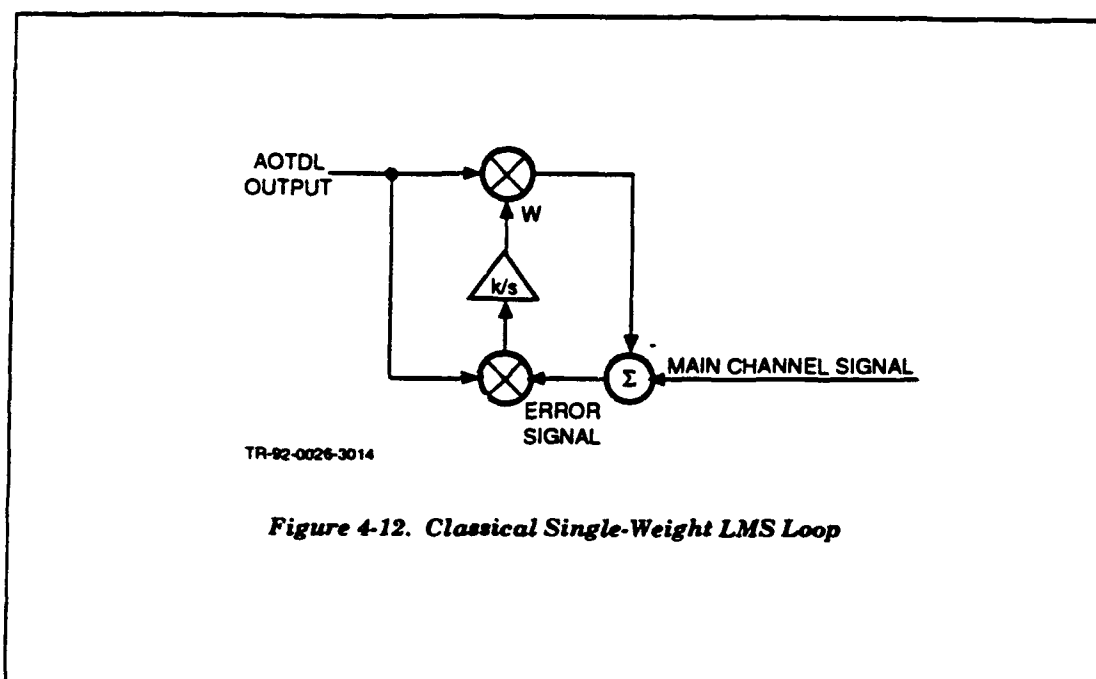 AOTDL
OUTPUT
W
k/s
MAIN CHANNEL SIGNAL
Σ
ERROR
SIGNAL
TR-92-0026-3014
Figure 4-12. Classical Single-Weight LMS Loop